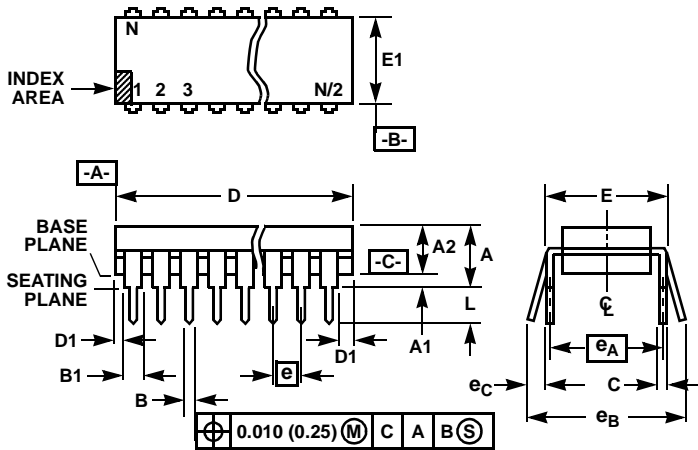 N
E1
INDEX
AREA
1 2 3 N/2
-B-
-A-
D
E
BASE
PLANE
A2
A
-C-
SEATING
PLANE
L
C
L
D1
A1
D1
eA
B1
e
eC
C
B
eB
0.010 (0.25) M C A B S